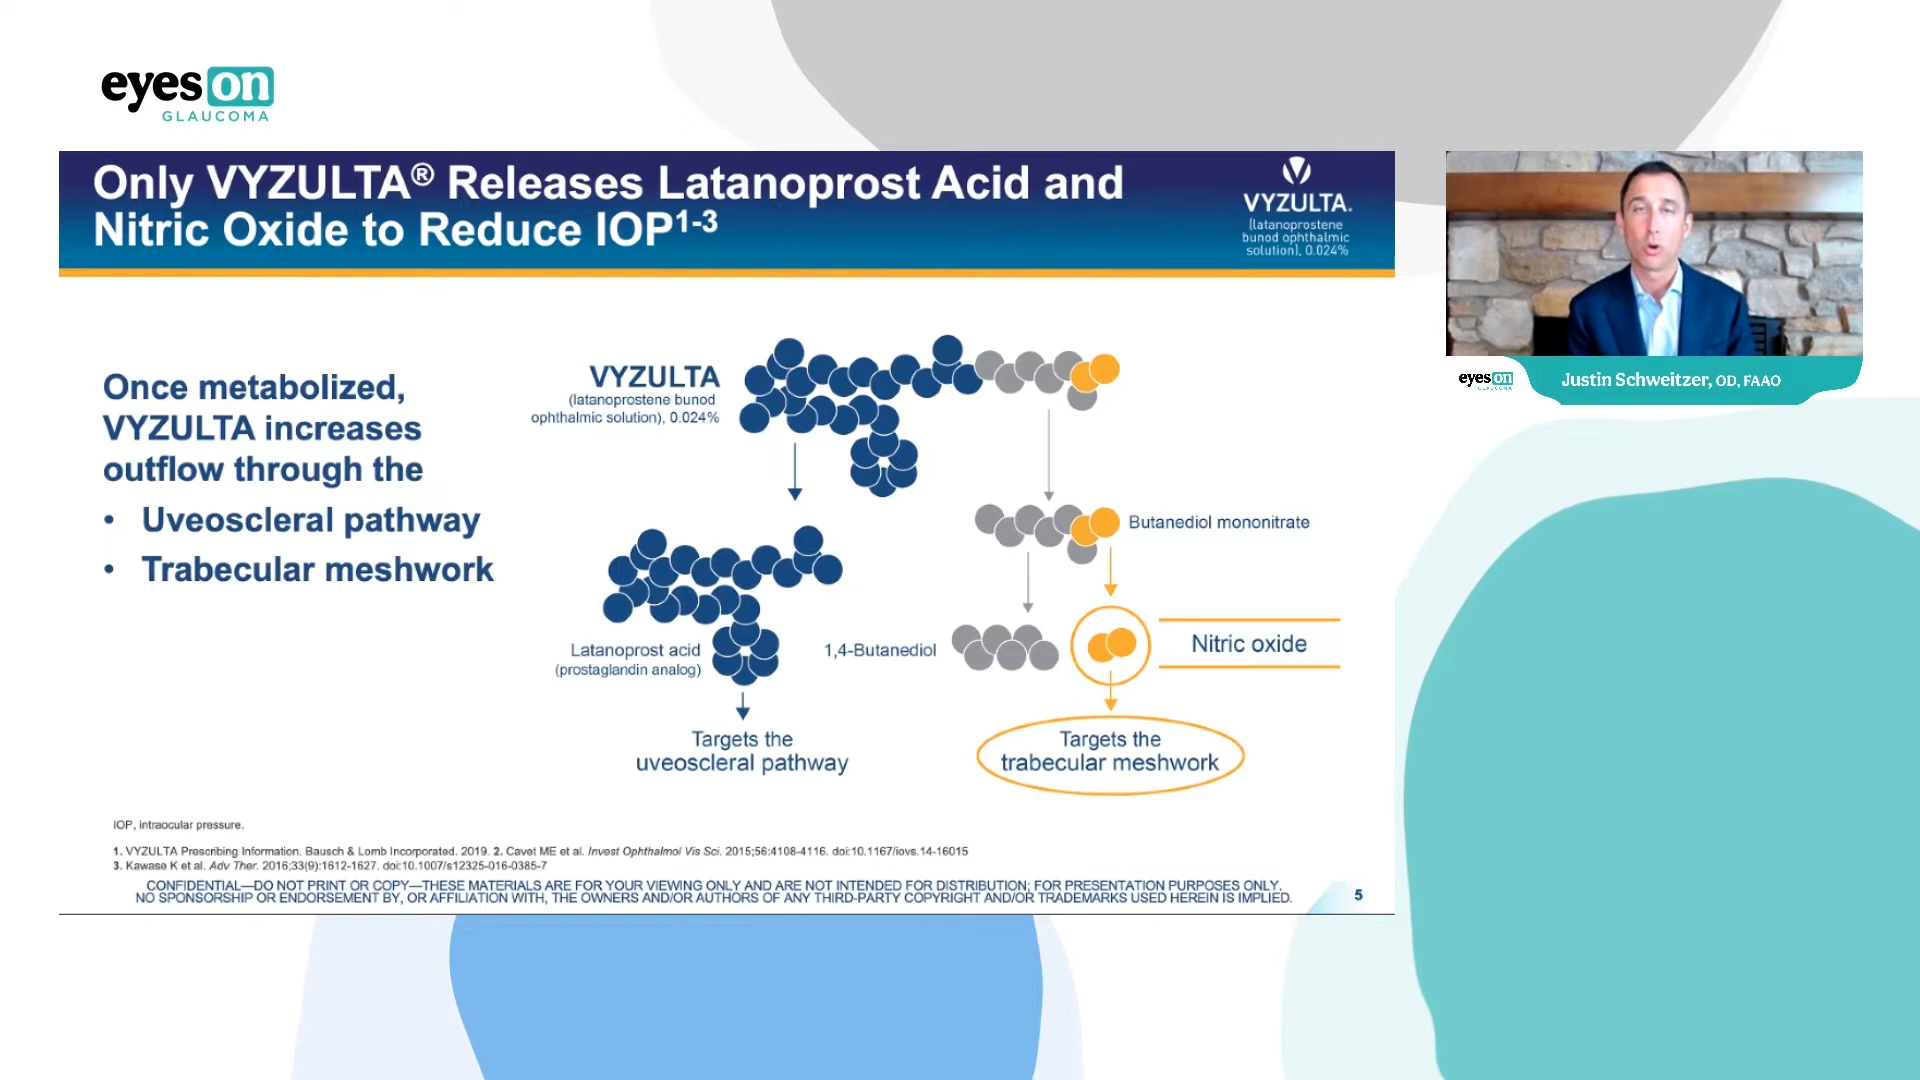 eyes on
GLAUCOMA
Only VYZULTA® Releases Latanoprost Acid and
Nitric Oxide to Reduce IOP1-3
VYZULTA.
(latanoprostene
bunod ophthalmic
solution), 0.024%
Once metabolized,
VYZULTA increases
outflow through the
• Uveoscleral pathway
• Trabecular meshwork
VYZULTA
(latanoprostene bunod
ophthalmic solution), 0.024%
Butanediol mononitrate
Latanoprost acid
(prostaglandin analog)
1,4-Butanediol
Nitric oxide
Targets the
uveoscleral pathway
Targets the
trabecular meshwork
IOP, intraocular pressure.
1. VYZULTA Prescribing Information. Bausch & Lomb Incorporated. 2019. 2. Cavet ME et al. Invest Ophthalmol Vis Sci. 2015;56:4108-4116. doi:10.1167/iovs.14-16015
3. Kawase K et al. Adv Ther. 2016;33(9):1612-1627. doi:10.1007/s12325-016-0385-7
CONFIDENTIAL—DO NOT PRINT OR COPY—THESE MATERIALS ARE FOR YOUR VIEWING ONLY AND ARE NOT INTENDED FOR DISTRIBUTION; FOR PRESENTATION PURPOSES ONLY.
NO SPONSORSHIP OR ENDORSEMENT BY, OR AFFILIATION WITH, THE OWNERS AND/OR AUTHORS OF ANY THIRD-PARTY COPYRIGHT AND/OR TRADEMARKS USED HEREIN IS IMPLIED.
5
eyes on
GLAUCOMA
Justin Schweitzer, OD, FAAO